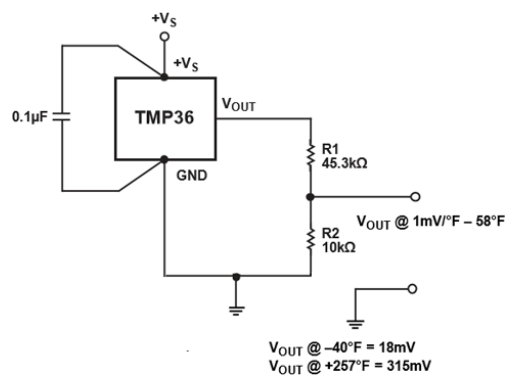 +VS
+VS
VOUT
0.1µF
TMP36
R1
45.3kΩ
GND
VOUT @ 1mV/°F – 58°F
R2
10kΩ
VOUT @ –40°F = 18mV
VOUT @ +257°F = 315mV